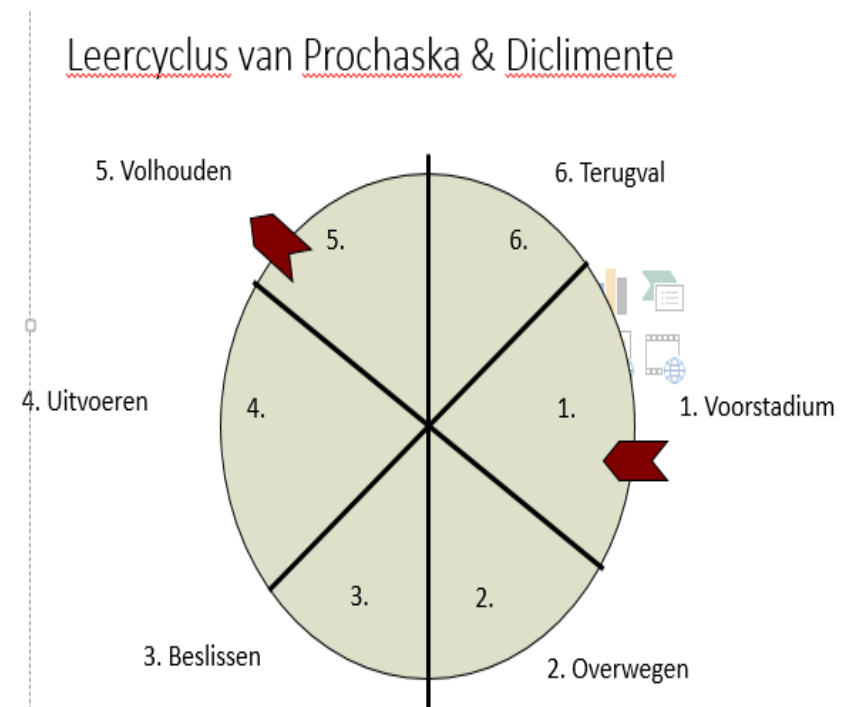 Leercyclus van Prochaska & Diclimente
5. Volhouden
6. Terugval
5.
6.
4. Uitvoeren
4.
1.
1. Voorstadium
3.
2.
3. Beslissen
2. Overwegen